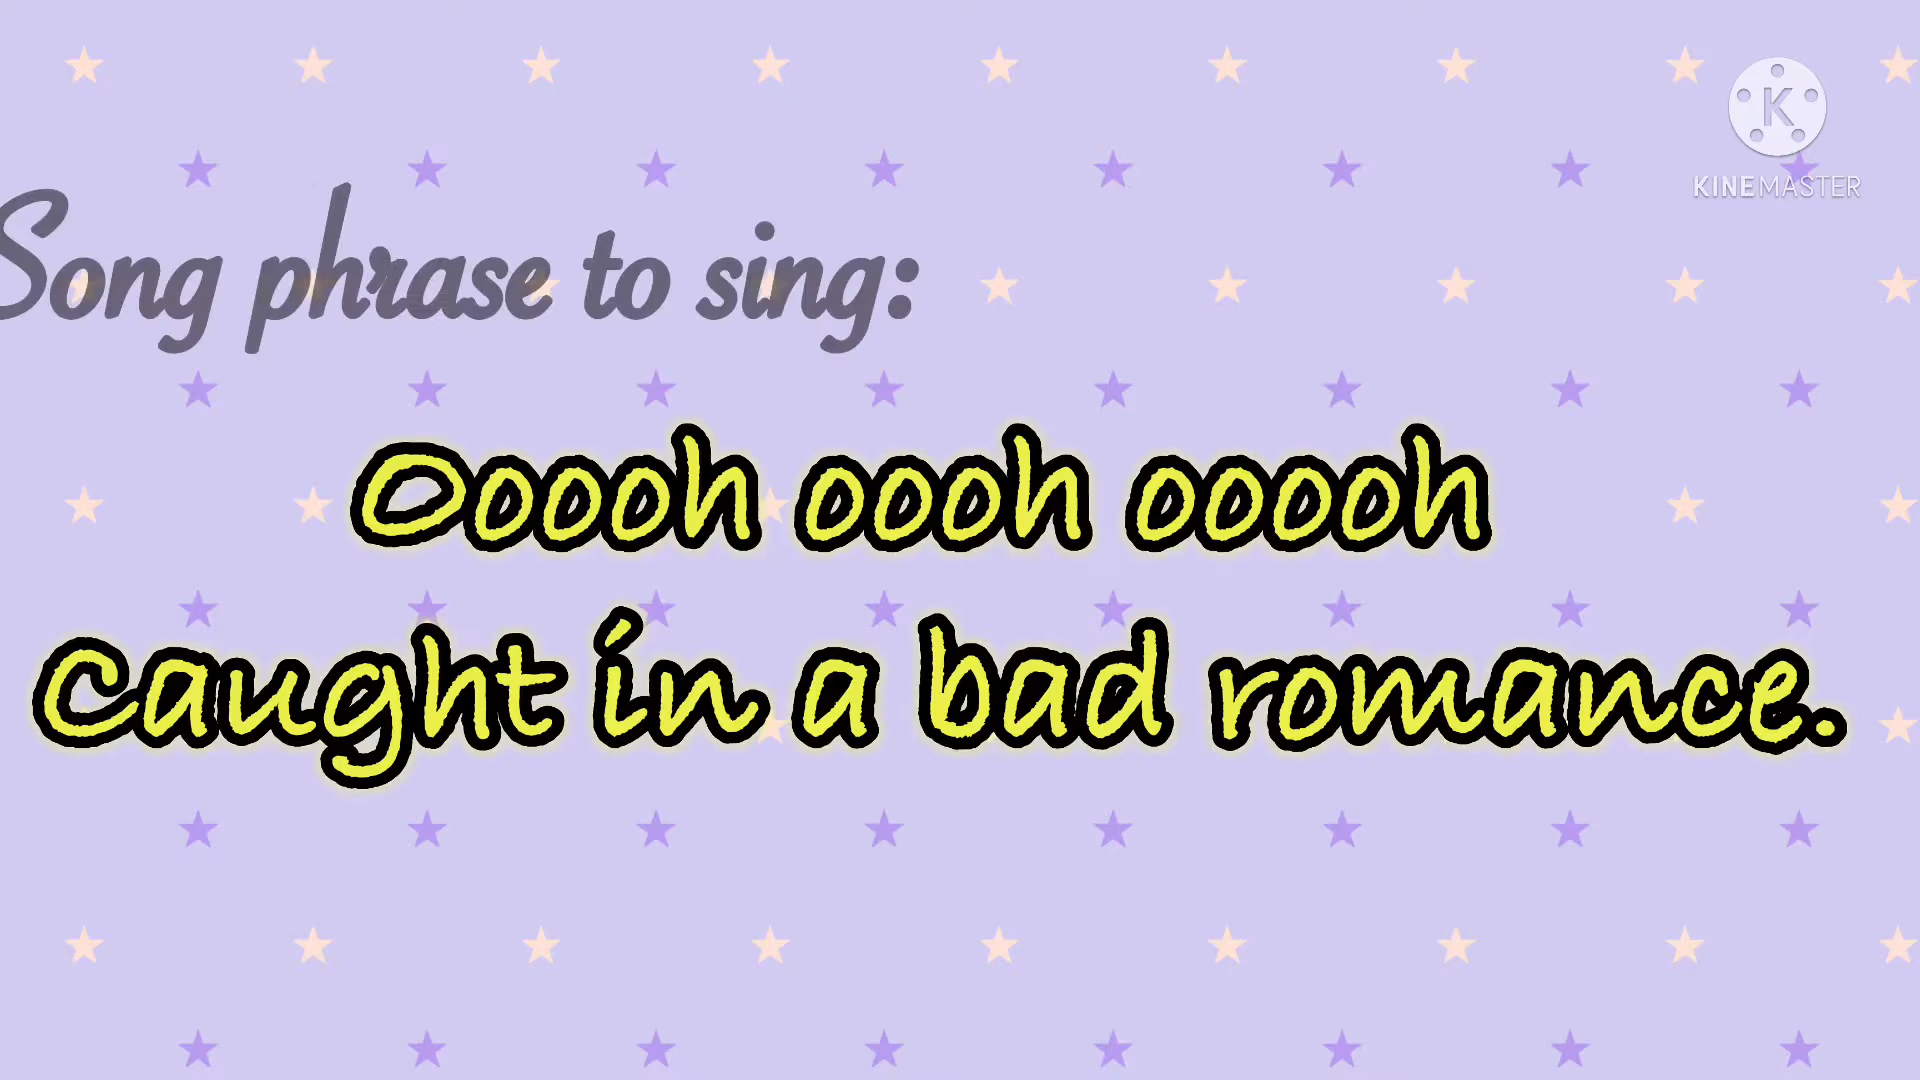 K
KINEMASTER
Song phrase to sing:
Ooooh oooh ooooh
Caught in a bad romance.